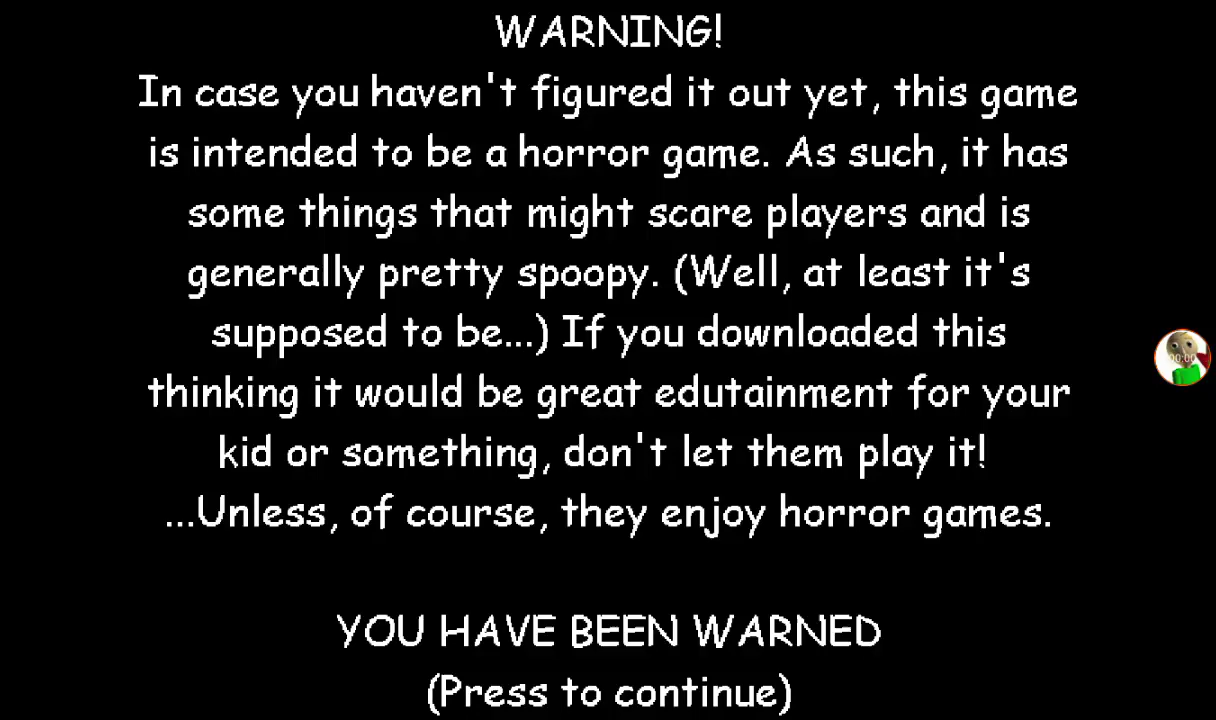 WARNING!
In case you haven't figured it out yet, this game
is intended to be a horror game. As such, it has
some things that might scare players and is
generally pretty spoopy. (Well, at least it's
supposed to be...) If you downloaded this
thinking it would be great edutainment for your
kid or something, don't let them play it!
...Unless, of course, they enjoy horror games.
YOU HAVE BEEN WARNED
(Press to continue)
00:00